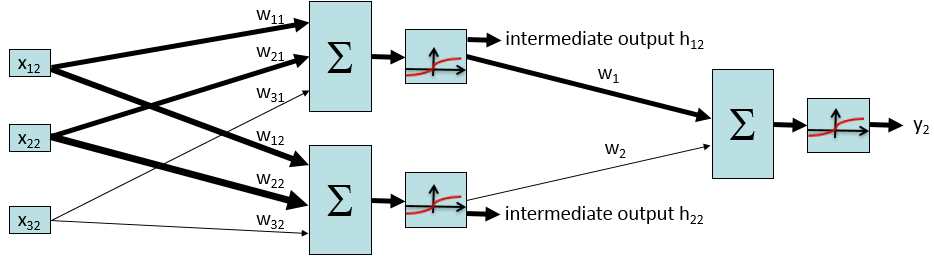 w₁₁
intermediate output h₁₂
x₁₂
w₂₁
Σ
w₃₁
w₁
x₂₂
w₁₂
Σ
y₂
w₂₂
w₂
x₃₂
w₃₂
Σ
intermediate output h₂₂